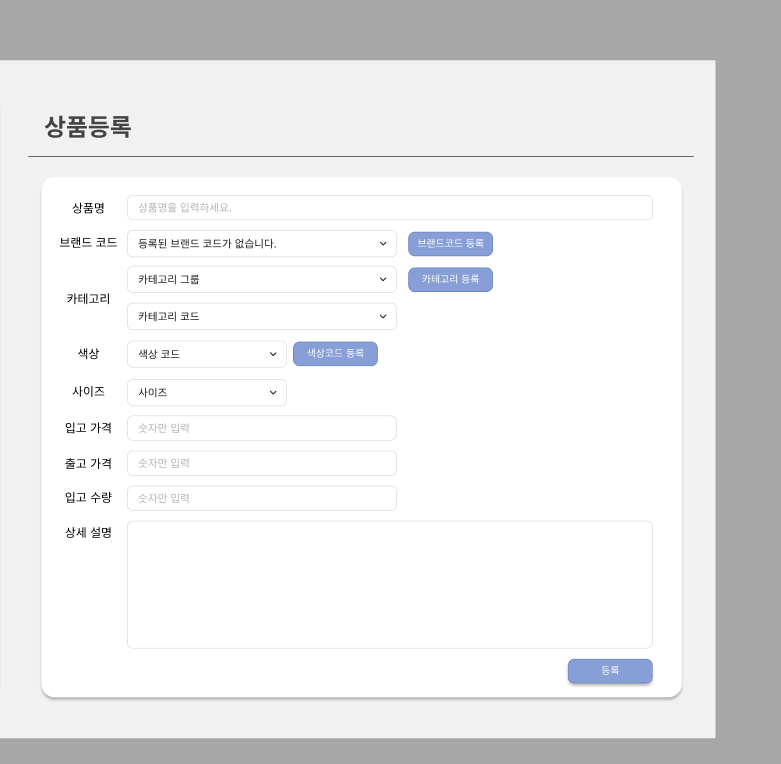 상품등록
상품명 상품명을 입력하세요.
브랜드 코드 등록된 브랜드 코드가 없습니다. 브랜드코드 등록
카테고리 그룹 카테고리 등록
카테고리
카테고리 코드
색상 색상 코드 색상코드 등록
사이즈 사이즈
입고 가격 숫자만 입력
출고 가격 숫자만 입력
입고 수량 숫자만 입력
상세 설명
등록